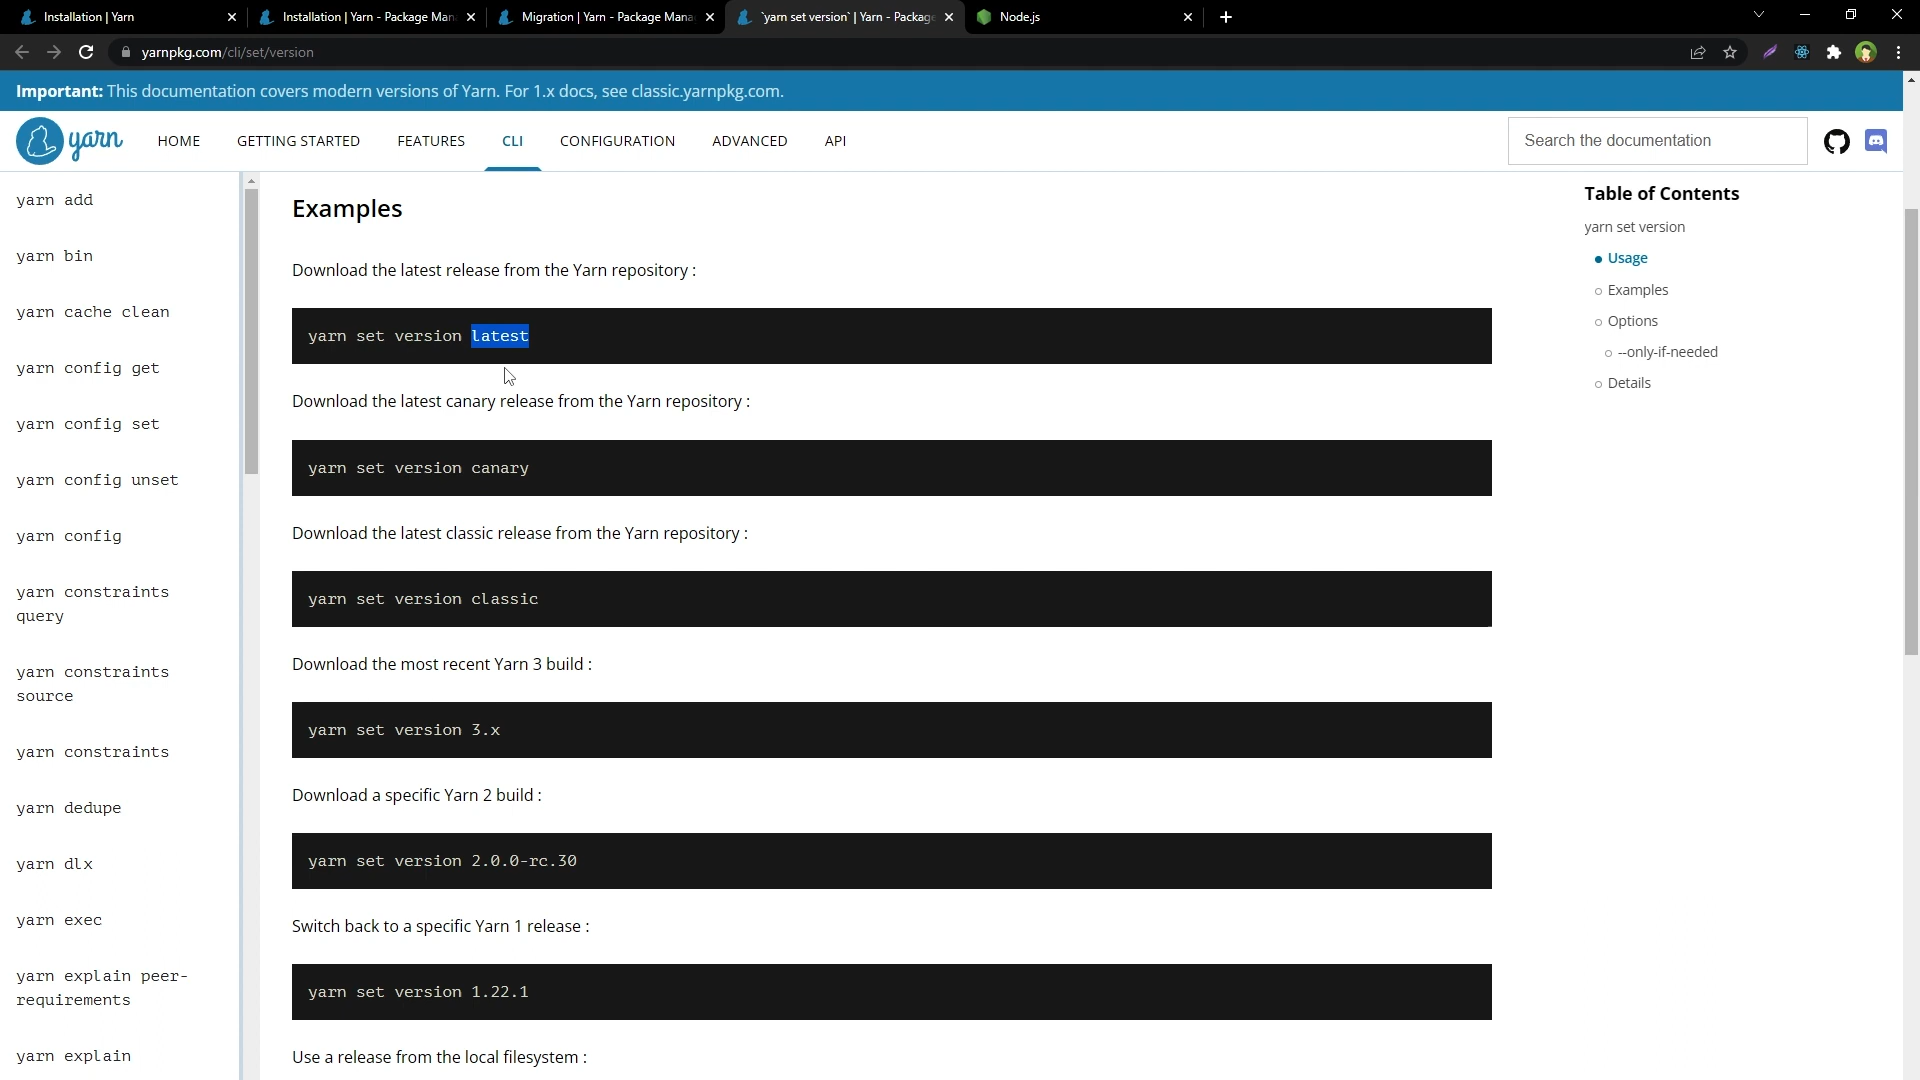 Installation | Yarn
Installation | Yarn - Package Man
Migration | Yarn - Package Mana
`yarn set version` | Yarn - Package
Node.js
yarnpkg.com/cli/set/version
Important: This documentation covers modern versions of Yarn. For 1.x docs, see classic.yarnpkg.com.
yarn
HOME
GETTING STARTED
FEATURES
CLI
CONFIGURATION
ADVANCED
API
Search the documentation
yarn add
yarn bin
yarn cache clean
yarn config get
yarn config set
yarn config unset
yarn config
yarn constraints
query
yarn constraints
source
yarn constraints
yarn dedupe
yarn dlx
yarn exec
yarn explain peer-
requirements
yarn explain
Examples
Download the latest release from the Yarn repository :
yarn set version latest
Download the latest canary release from the Yarn repository :
yarn set version canary
Download the latest classic release from the Yarn repository :
yarn set version classic
Download the most recent Yarn 3 build :
yarn set version 3.x
Download a specific Yarn 2 build :
yarn set version 2.0.0-rc.30
Switch back to a specific Yarn 1 release :
yarn set version 1.22.1
Use a release from the local filesystem :
Table of Contents
yarn set version
Usage
Examples
Options
--only-if-needed
Details